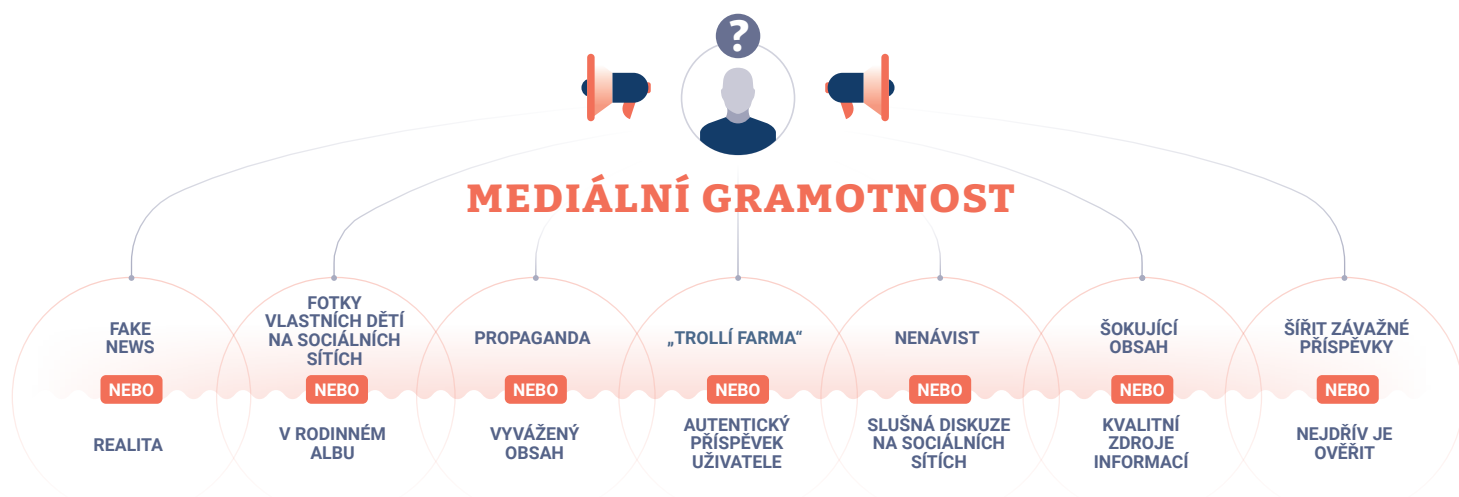 ?
MEDIÁLNÍ GRAMOTNOST
FAKE
NEWS
NEBO
REALITA
FOTKY
VLASTNÍCH DĚTÍ
NA SOCIÁLNÍCH
SÍTÍCH
NEBO
V RODINNÉM
ALBU
PROPAGANDA
NEBO
VYVÁŽENÝ
OBSAH
„TROLLÍ FARMA“
NEBO
AUTENTICKÝ
PŘÍSPĚVEK
UŽIVATELE
NENÁVIST
NEBO
SLUŠNÁ DISKUZE
NA SOCIÁLNÍCH
SÍTÍCH
ŠOKUJÍCÍ
OBSAH
NEBO
KVALITNÍ
ZDROJE
INFORMACÍ
ŠÍŘIT ZÁVAŽNÉ
PŘÍSPĚVKY
NEBO
NEJDŘÍV JE
OVĚŘIT